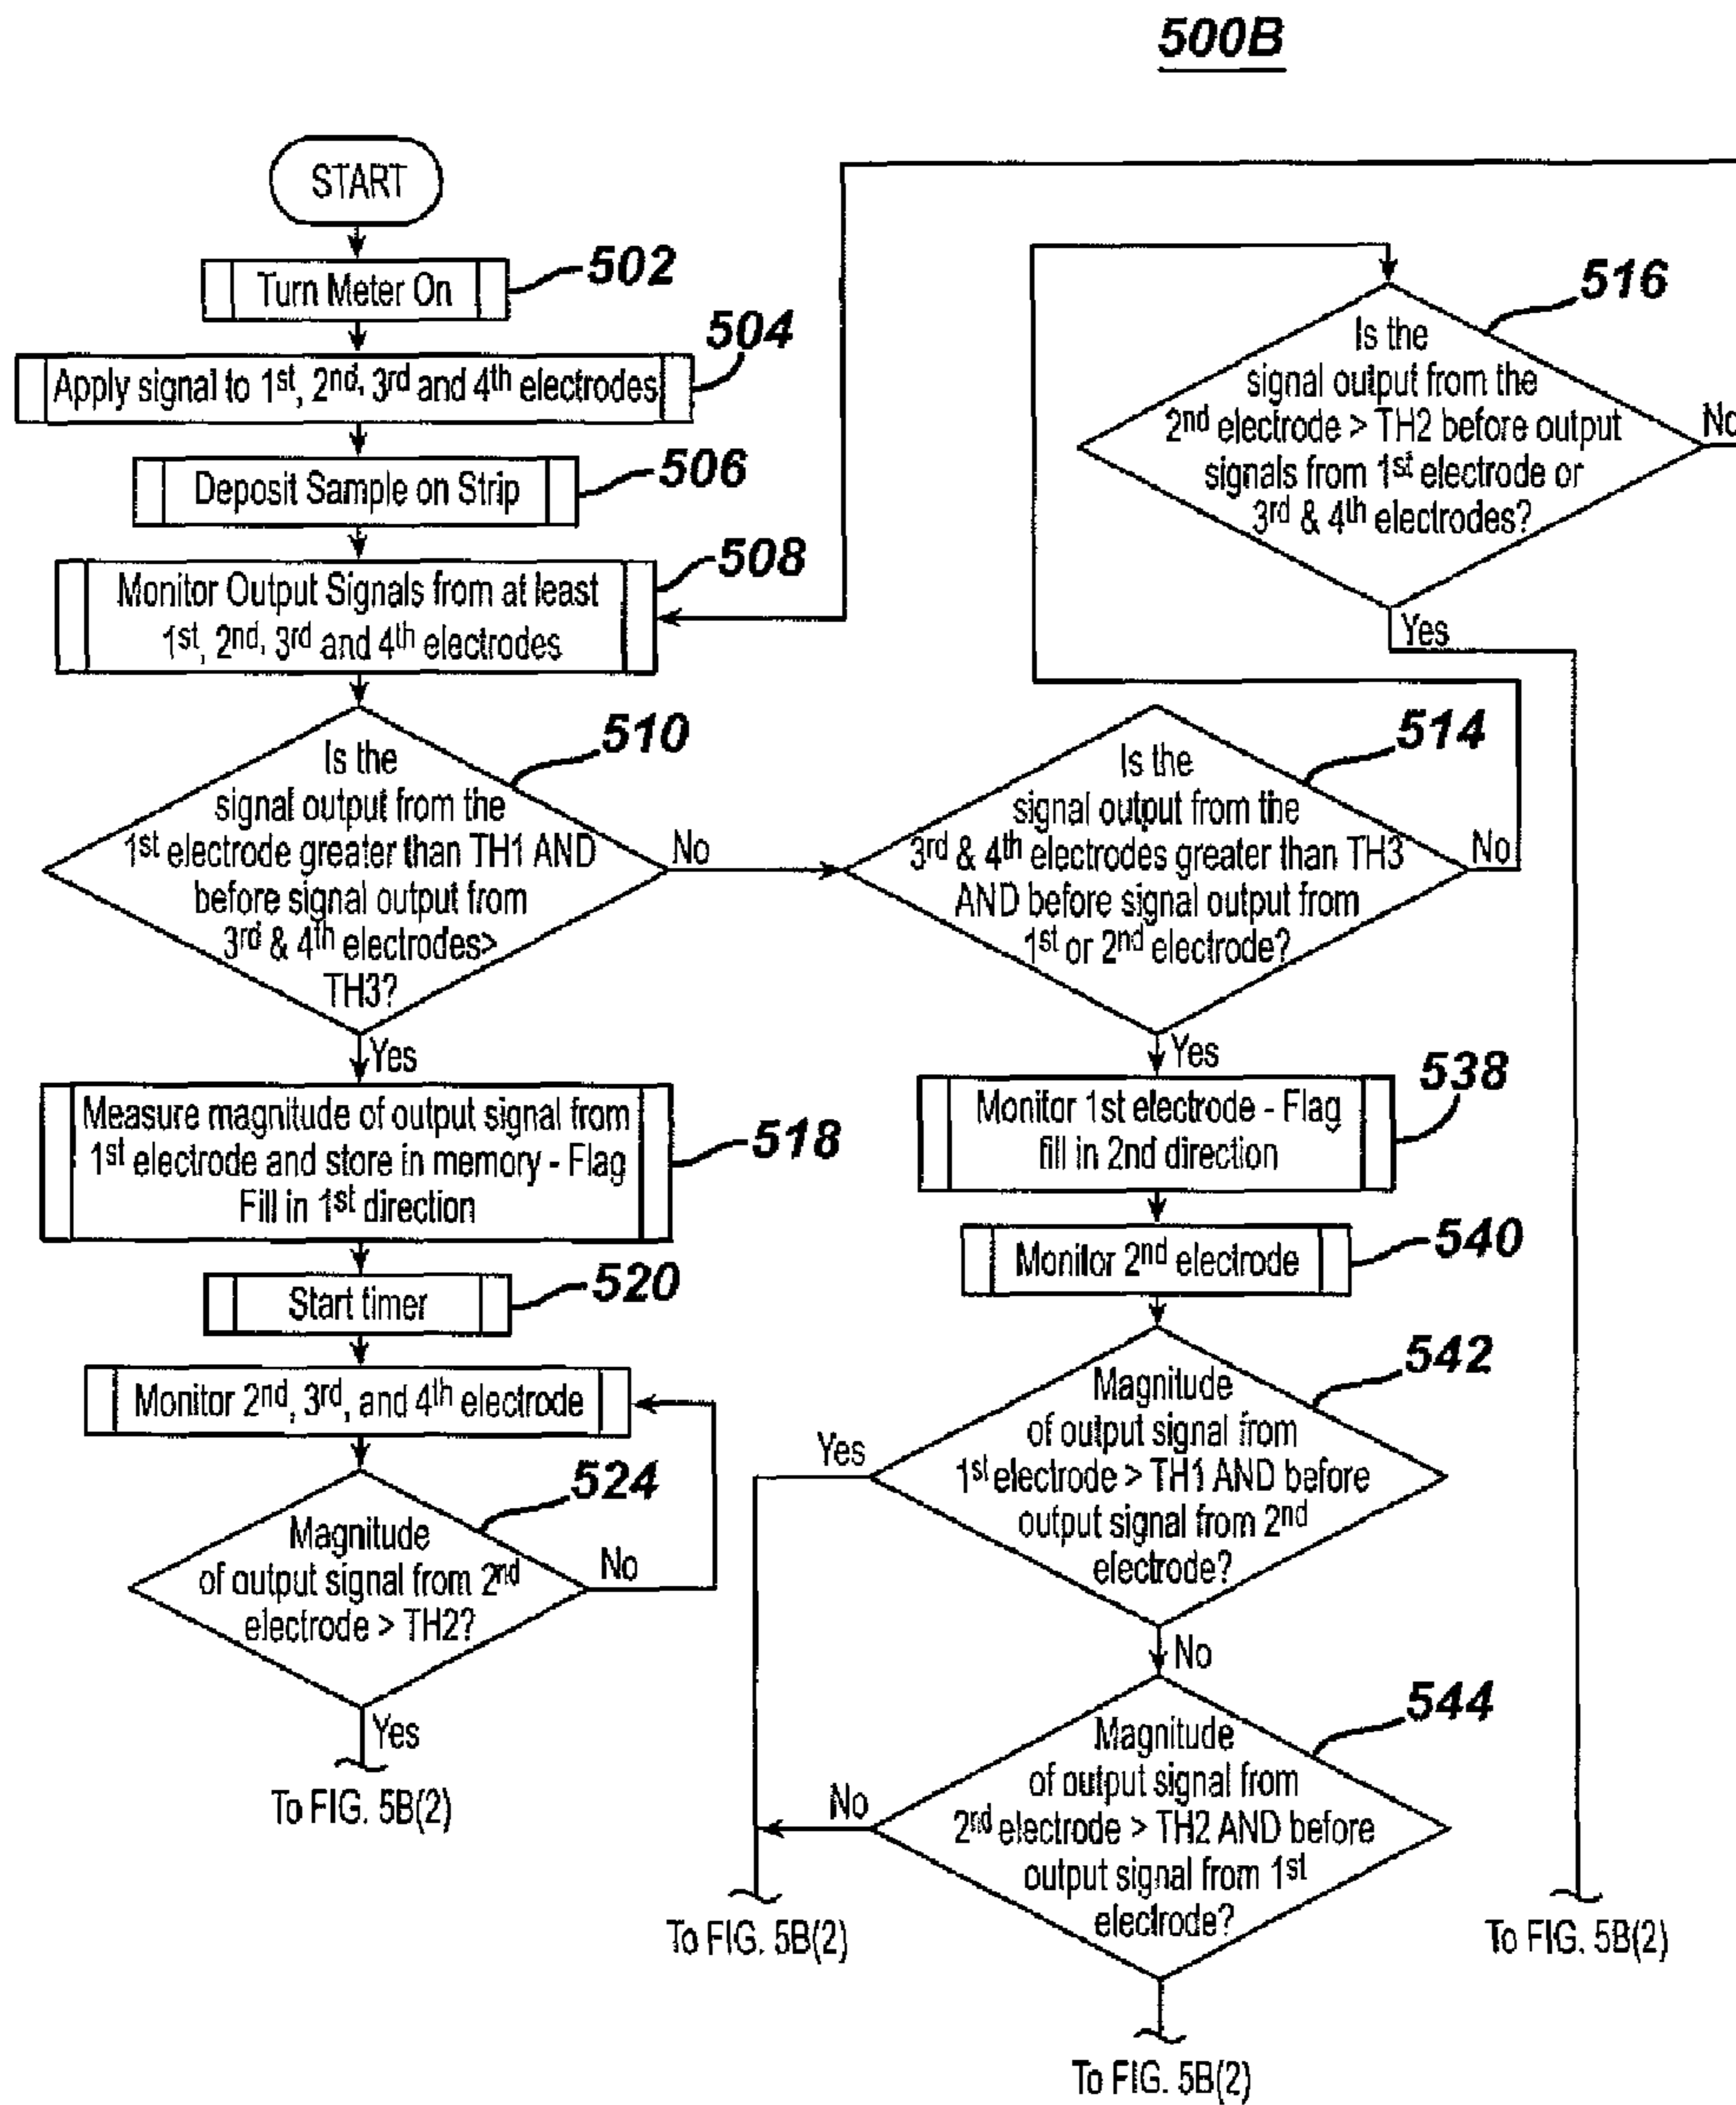 500B
START
Turn Meter On
502
Apply signal to 1st, 2nd, 3rd and 4th electrodes
504
Deposit Sample on Strip
506
Monitor Output Signals from at least
1st, 2nd, 3rd and 4th electrodes
508
Is the
signal output from the
1st electrode greater than TH1 AND
before signal output from
3rd & 4th electrodes>
TH3?
510
No
Yes
Measure magnitude of output signal from
1st electrode and store in memory - Flag
Fill in 1st direction
518
Start timer
520
Monitor 2nd, 3rd, and 4th electrode
Magnitude
of output signal from 2nd
electrode > TH2?
524
No
Yes
To FIG. 5B(2)
Is the
signal output from the
2nd electrode > TH2 before output
signals from 1st electrode or
3rd & 4th electrodes?
516
No
Yes
Is the
signal output from the
3rd & 4th electrodes greater than TH3
AND before signal output from
1st or 2nd electrode?
514
No
Yes
Monitor 1st electrode - Flag
fill in 2nd direction
538
Monitor 2nd electrode
540
Magnitude
of output signal from
1st electrode > TH1 AND before
output signal from 2nd
electrode?
542
Yes
No
Magnitude
of output signal from
2nd electrode > TH2 AND before
output signal from 1st
electrode?
544
No
To FIG. 5B(2)
To FIG. 5B(2)
To FIG. 5B(2)